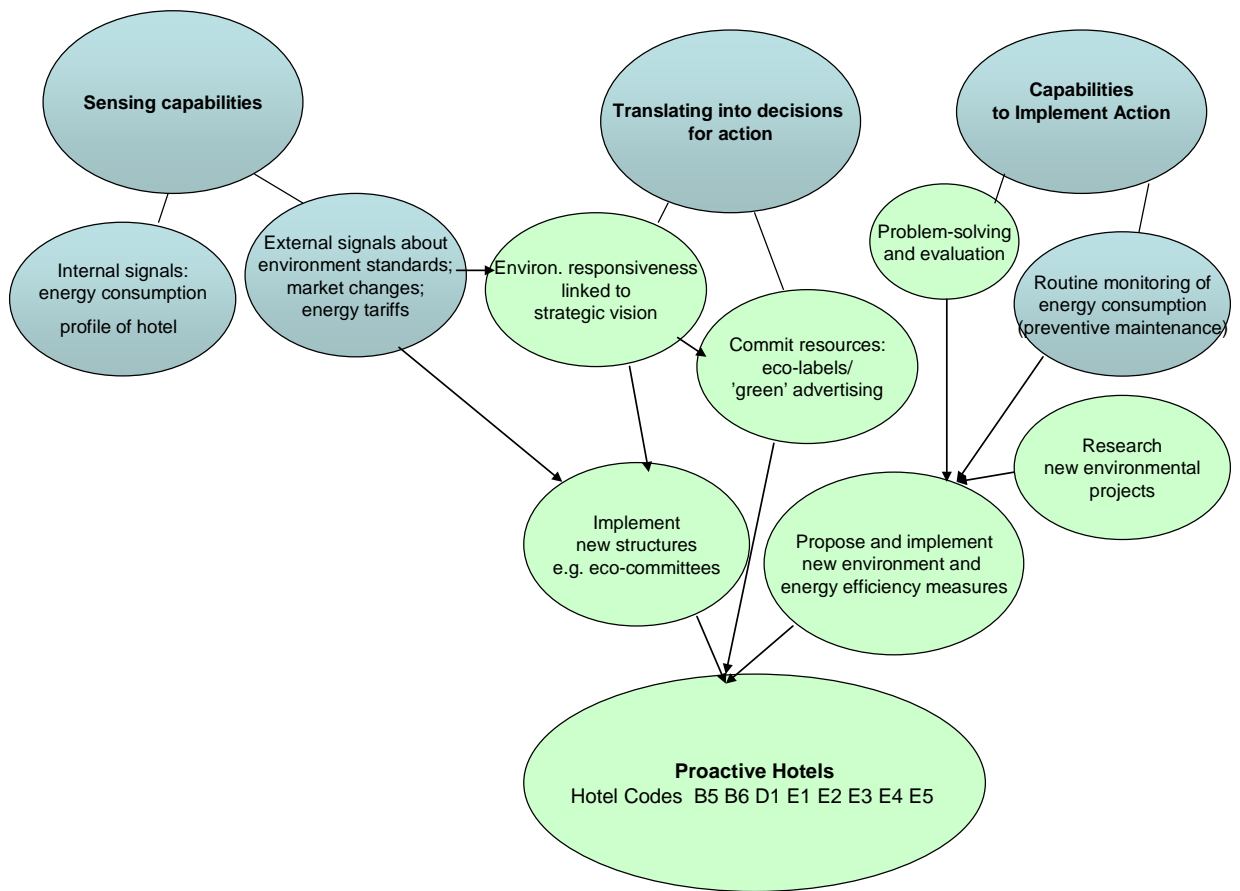 Sensing capabilities
Translating into decisions
for action
Capabilities
to Implement Action
Internal signals:
energy consumption
profile of hotel
External signals about
environment standards;
market changes;
energy tariffs
Environ. responsiveness
linked to
strategic vision
Commit resources:
eco-labels/
’green’ advertising
Problem-solving
and evaluation
Routine monitoring of
energy consumption
(preventive maintenance)
Research
new environmental
projects
Implement
new structures
e.g. eco-committees
Propose and implement
new environment and
energy efficiency measures
Proactive Hotels
Hotel Codes B5 B6 D1 E1 E2 E3 E4 E5